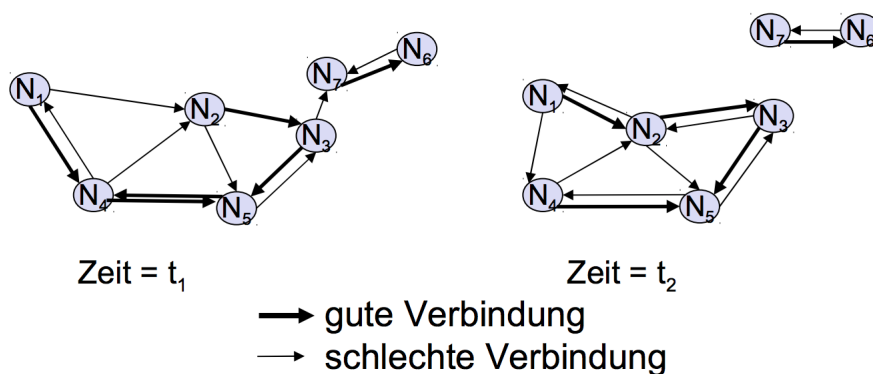 N₇ N₆
N₆
N₇
N₁ N₁
N₂ N₃
N₃ N₂
N₄ N₅ N₄ N₅
Zeit = t₁ Zeit = t₂
gute Verbindung
schlechte Verbindung